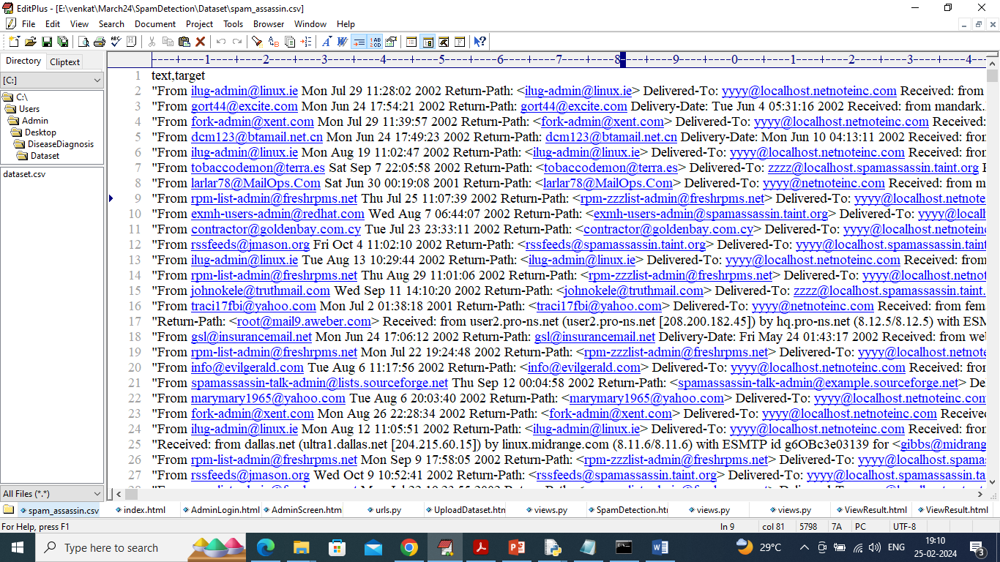 EditPlus - [E:\venkat\March24\SpamDetection\Dataset\spam_assassin.csv]
File Edit View Search Document Project Tools Browser Window Help
Directory Cliptext
[C:]
C:\
Users
Admin
Desktop
DiseaseDiagnosis
Dataset
dataset.csv
All Files (*.*)
----+----1----+----2----+----3----+----4----+----5----+----6----+----7----+----8----+----9----+----0----+----1----+----2----+----3----+----4----
1 text,target
2 "From ilug-admin@linux.ie Mon Jul 29 11:28:02 2002 Return-Path: <ilug-admin@linux.ie> Delivered-To: yyyy@localhost.netnoteinc.com Received: from
3 "From gort44@excite.com Mon Jun 24 17:54:21 2002 Return-Path: gort44@excite.com Delivery-Date: Tue Jun 4 05:31:16 2002 Received: from mandark.
4 "From fork-admin@xent.com Mon Jul 29 11:39:57 2002 Return-Path: <fork-admin@xent.com> Delivered-To: yyyy@localhost.netnoteinc.com Received:
5 "From dcm123@btamail.net.cn Mon Jun 24 17:49:23 2002 Return-Path: dcm123@btamail.net.cn Delivery-Date: Mon Jun 10 04:13:11 2002 Received: from
6 "From ilug-admin@linux.ie Mon Aug 19 11:02:47 2002 Return-Path: <ilug-admin@linux.ie> Delivered-To: yyyy@localhost.netnoteinc.com Received: from
7 "From tobaccodemon@terra.es Sat Sep 7 22:05:58 2002 Return-Path: <tobaccodemon@terra.es> Delivered-To: zzzz@localhost.spamassassin.taint.org
8 "From larlar78@MailOps.Com Sat Jun 30 00:19:08 2001 Return-Path: <larlar78@MailOps.Com> Delivered-To: yyyy@netnoteinc.com Received: from m
9 "From rpm-list-admin@freshrpms.net Thu Jul 25 11:07:39 2002 Return-Path: <rpm-zzzlist-admin@freshrpms.net> Delivered-To: yyyy@localhost.netnote
10 "From exmh-users-admin@redhat.com Wed Aug 7 06:44:07 2002 Return-Path: <exmh-users-admin@spamassassin.taint.org> Delivered-To: yyyy@local
11 "From contractor@goldenbay.com.cy Tue Jul 23 23:33:11 2002 Return-Path: <contractor@goldenbay.com.cy> Delivered-To: yyyy@localhost.netnotein
12 "From rssfeeds@jmason.org Fri Oct 4 11:02:10 2002 Return-Path: <rssfeeds@spamassassin.taint.org> Delivered-To: yyyy@localhost.spamassassin.taint
13 "From ilug-admin@linux.ie Tue Aug 13 10:29:44 2002 Return-Path: <ilug-admin@linux.ie> Delivered-To: yyyy@localhost.netnoteinc.com Received: from
14 "From rpm-list-admin@freshrpms.net Thu Aug 29 11:01:06 2002 Return-Path: <rpm-zzzlist-admin@freshrpms.net> Delivered-To: yyyy@localhost.netnot
15 "From johnokele@truthmail.com Wed Sep 11 14:10:20 2002 Return-Path: <johnokele@truthmail.com> Delivered-To: zzzz@localhost.spamassassin.taint.
16 "From traci17fbi@yahoo.com Mon Jul 2 01:38:18 2001 Return-Path: <traci17fbi@yahoo.com> Delivered-To: yyyy@netnoteinc.com Received: from fem
17 "Return-Path: <root@mail9.aweber.com> Received: from user2.pro-ns.net (user2.pro-ns.net [208.200.182.45]) by hq.pro-ns.net (8.12.5/8.12.5) with ESM
18 "From gsl@insurancemail.net Mon Jun 24 17:06:12 2002 Return-Path: gsl@insurancemail.net Delivery-Date: Fri May 24 01:43:17 2002 Received: from we
19 "From rpm-list-admin@freshrpms.net Mon Jul 22 19:24:48 2002 Return-Path: <rpm-zzzlist-admin@freshrpms.net> Delivered-To: yyyy@localhost.netnote
20 "From info@evilgerald.com Tue Aug 6 11:17:56 2002 Return-Path: <info@evilgerald.com> Delivered-To: yyyy@localhost.netnoteinc.com Received: from
21 "From spamassassin-talk-admin@lists.sourceforge.net Thu Sep 12 00:04:58 2002 Return-Path: <spamassassin-talk-admin@example.sourceforge.net> De
22 "From marymary1965@yahoo.com Tue Aug 6 20:03:40 2002 Return-Path: <marymary1965@yahoo.com> Delivered-To: yyyy@localhost.netnoteinc.com
23 "From fork-admin@xent.com Mon Aug 26 22:28:34 2002 Return-Path: <fork-admin@xent.com> Delivered-To: yyyy@localhost.netnoteinc.com Receive
24 "From ilug-admin@linux.ie Mon Aug 12 11:05:51 2002 Return-Path: <ilug-admin@linux.ie> Delivered-To: yyyy@localhost.netnoteinc.com Received: from
25 "Received: from dallas.net (ultra1.dallas.net [204.215.60.15]) by linux.midrange.com (8.11.6/8.11.6) with ESMTP id g6OBc3e03139 for <gibbs@midrang
26 "From rpm-list-admin@freshrpms.net Mon Sep 9 17:58:05 2002 Return-Path: <rpm-zzzlist-admin@freshrpms.net> Delivered-To: yyyy@localhost.spama
27 "From rssfeeds@jmason.org Wed Oct 9 10:52:41 2002 Return-Path: <rssfeeds@spamassassin.taint.org> Delivered-To: yyyy@localhost.spamassassin.tain
spam_assassin.csv index.html AdminLogin.html AdminScreen.htm urls.py UploadDataset.htn views.py SpamDetection.htn views.py views.py ViewResult.html ViewResult.html
For Help, press F1 ln 9 col 81 5798 7A PC UTF-8
Type here to search 29°C ENG 19:10
25-02-2024 3